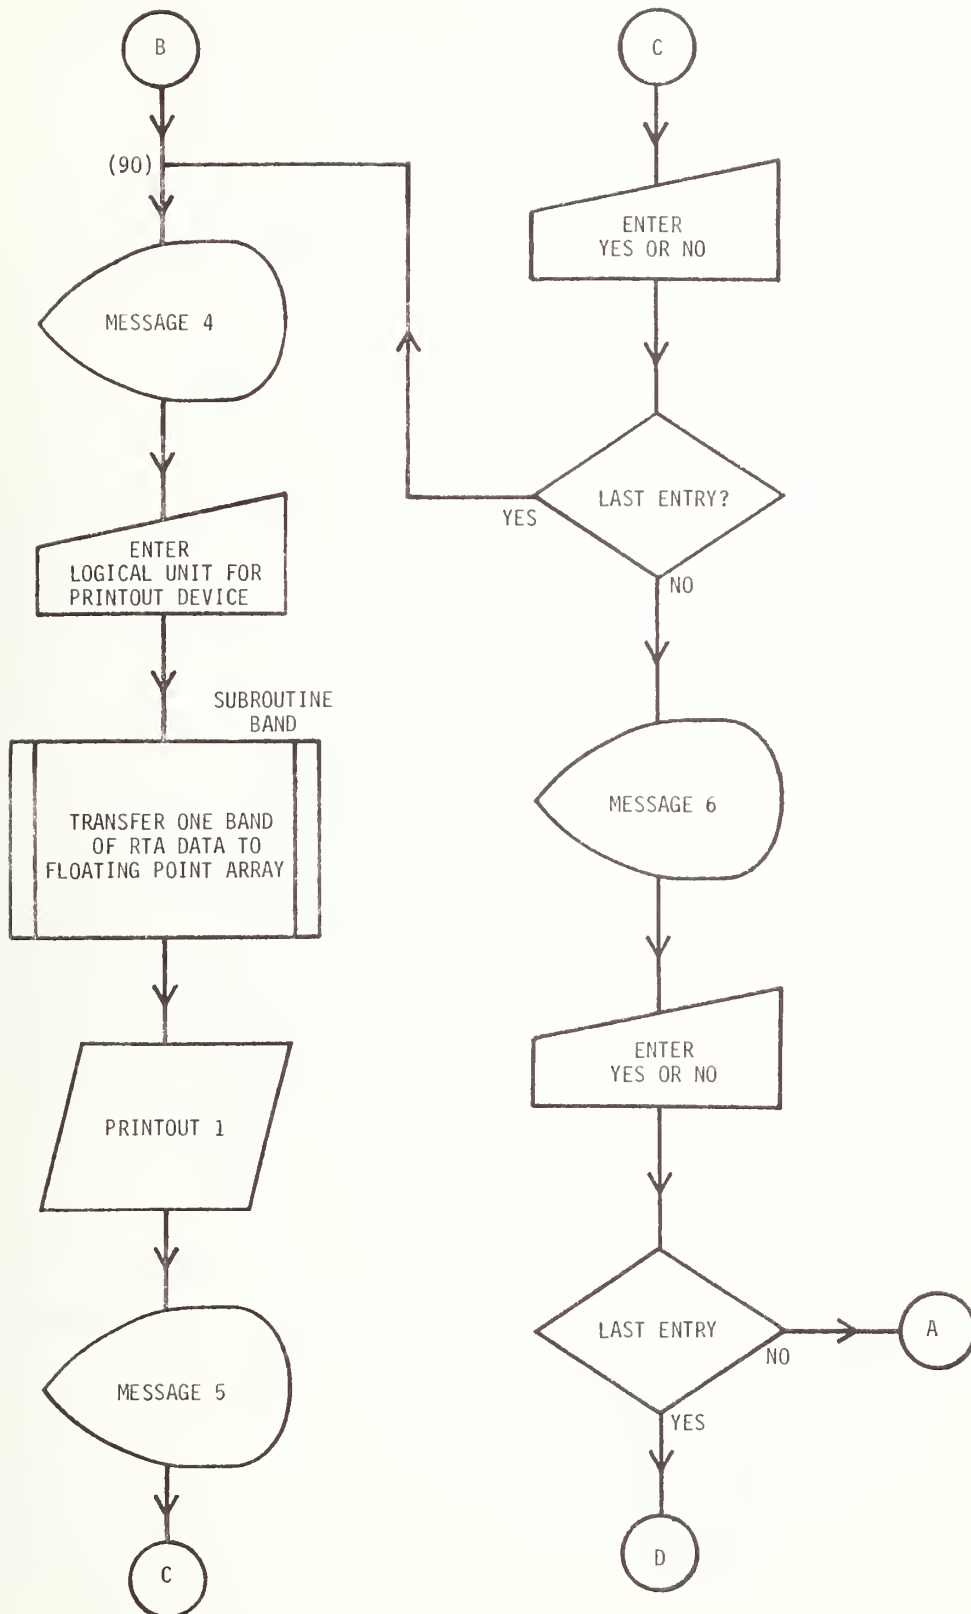 B
(90)
MESSAGE 4
ENTER
LOGICAL UNIT FOR
PRINTOUT DEVICE
SUBROUTINE
BAND
TRANSFER ONE BAND
OF RTA DATA TO
FLOATING POINT ARRAY
PRINTOUT 1
MESSAGE 5
C
C
ENTER
YES OR NO
LAST ENTRY?
YES
NO
MESSAGE 6
ENTER
YES OR NO
LAST ENTRY
NO
A
YES
D